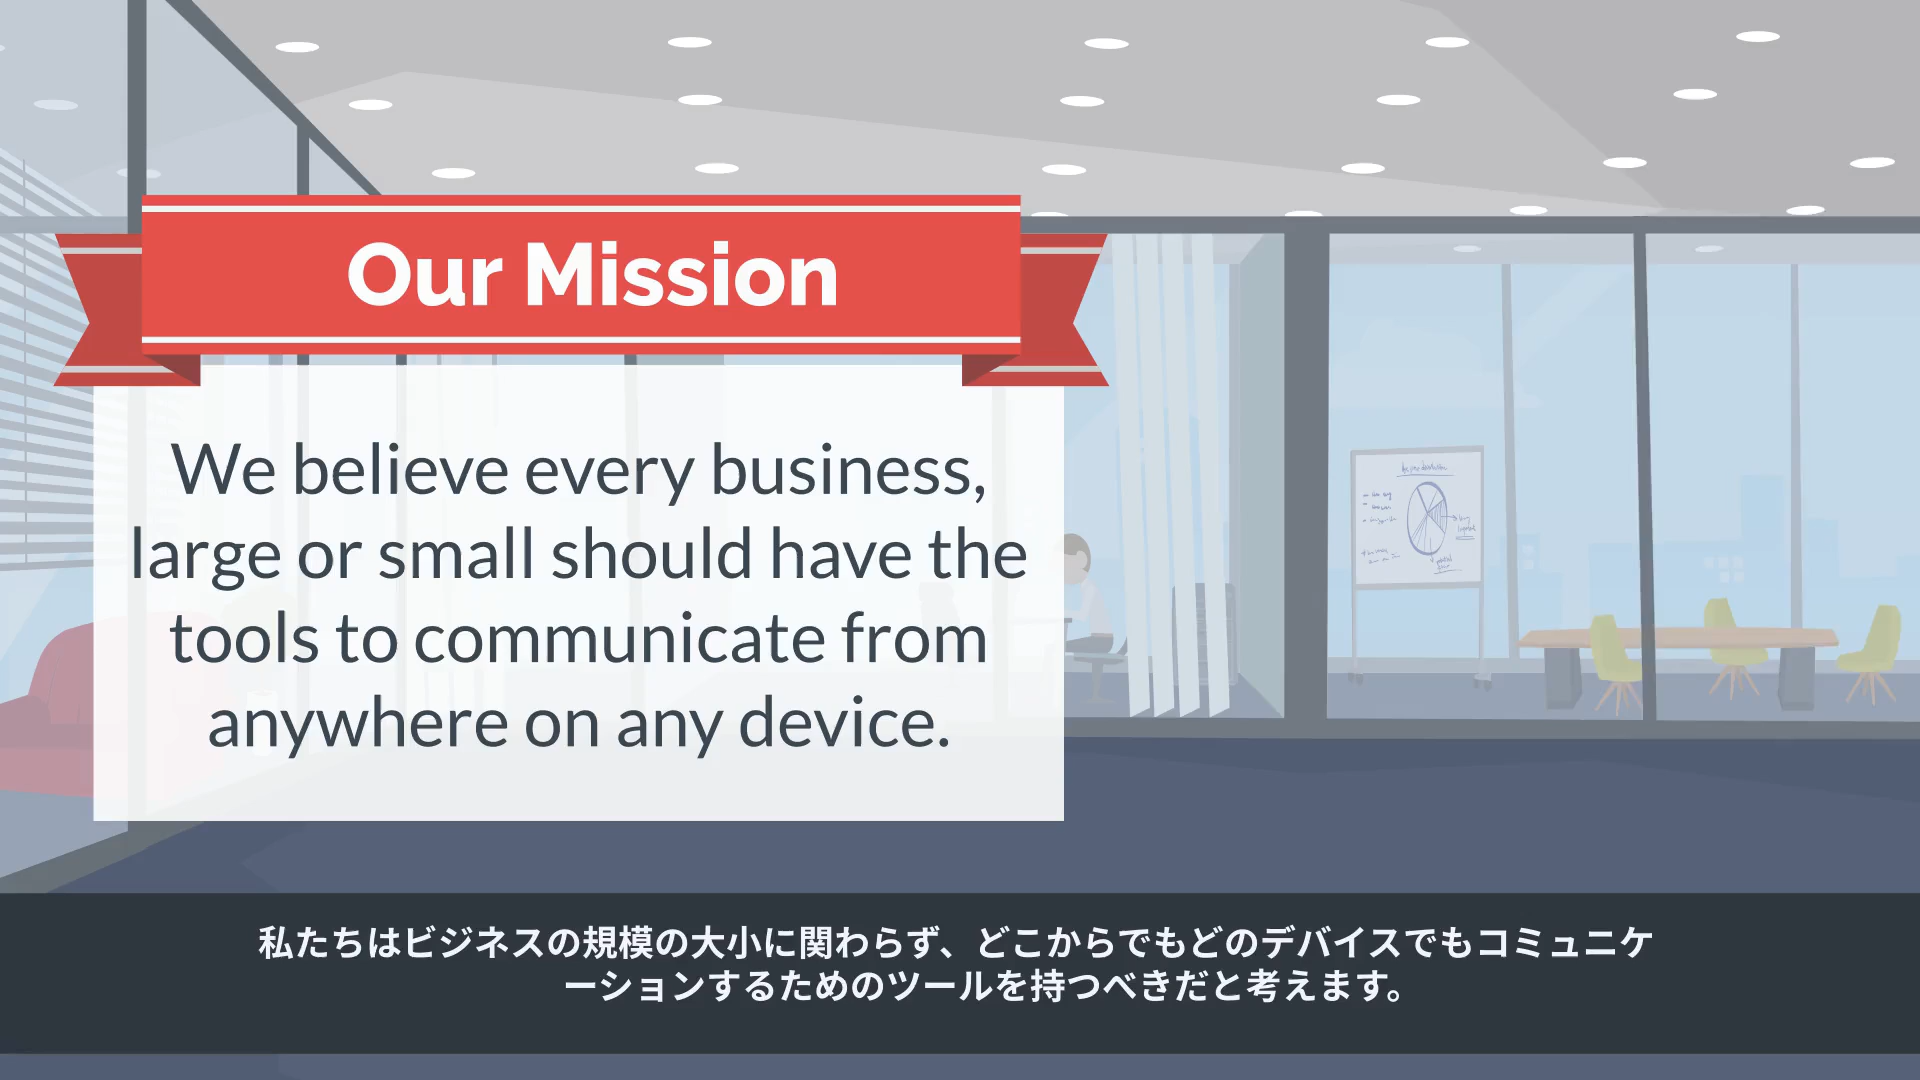 Our Mission
We believe every business,
large or small should have the
tools to communicate from
anywhere on any device.
私たちはビジネスの規模の大小に関わらず、どこからでもどのデバイスでもコミュニケ
ーションするためのツールを持つべきだと考えます。